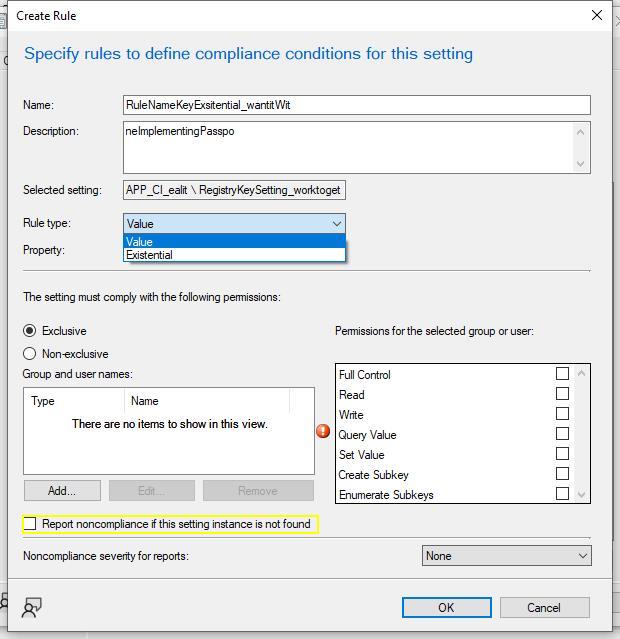 Create Rule
Specify rules to define compliance conditions for this setting
Name: RuleNameKeyExsitential_wantitWit
Description: neImplementingPasspo
Selected setting: APP_CI_ealit \ RegistryKeySetting_worktoget
Rule type: Value
Value
Property: Existential
The setting must comply with the following permissions:
Exclusive
Permissions for the selected group or user:
Non-exclusive
Group and user names:
Type Name
There are no items to show in this view.
Full Control
Read
Write
Query Value
Set Value
Create Subkey
Enumerate Subkeys
Add... Edit... Remove
Report noncompliance if this setting instance is not found
Noncompliance severity for reports: None
OK Cancel